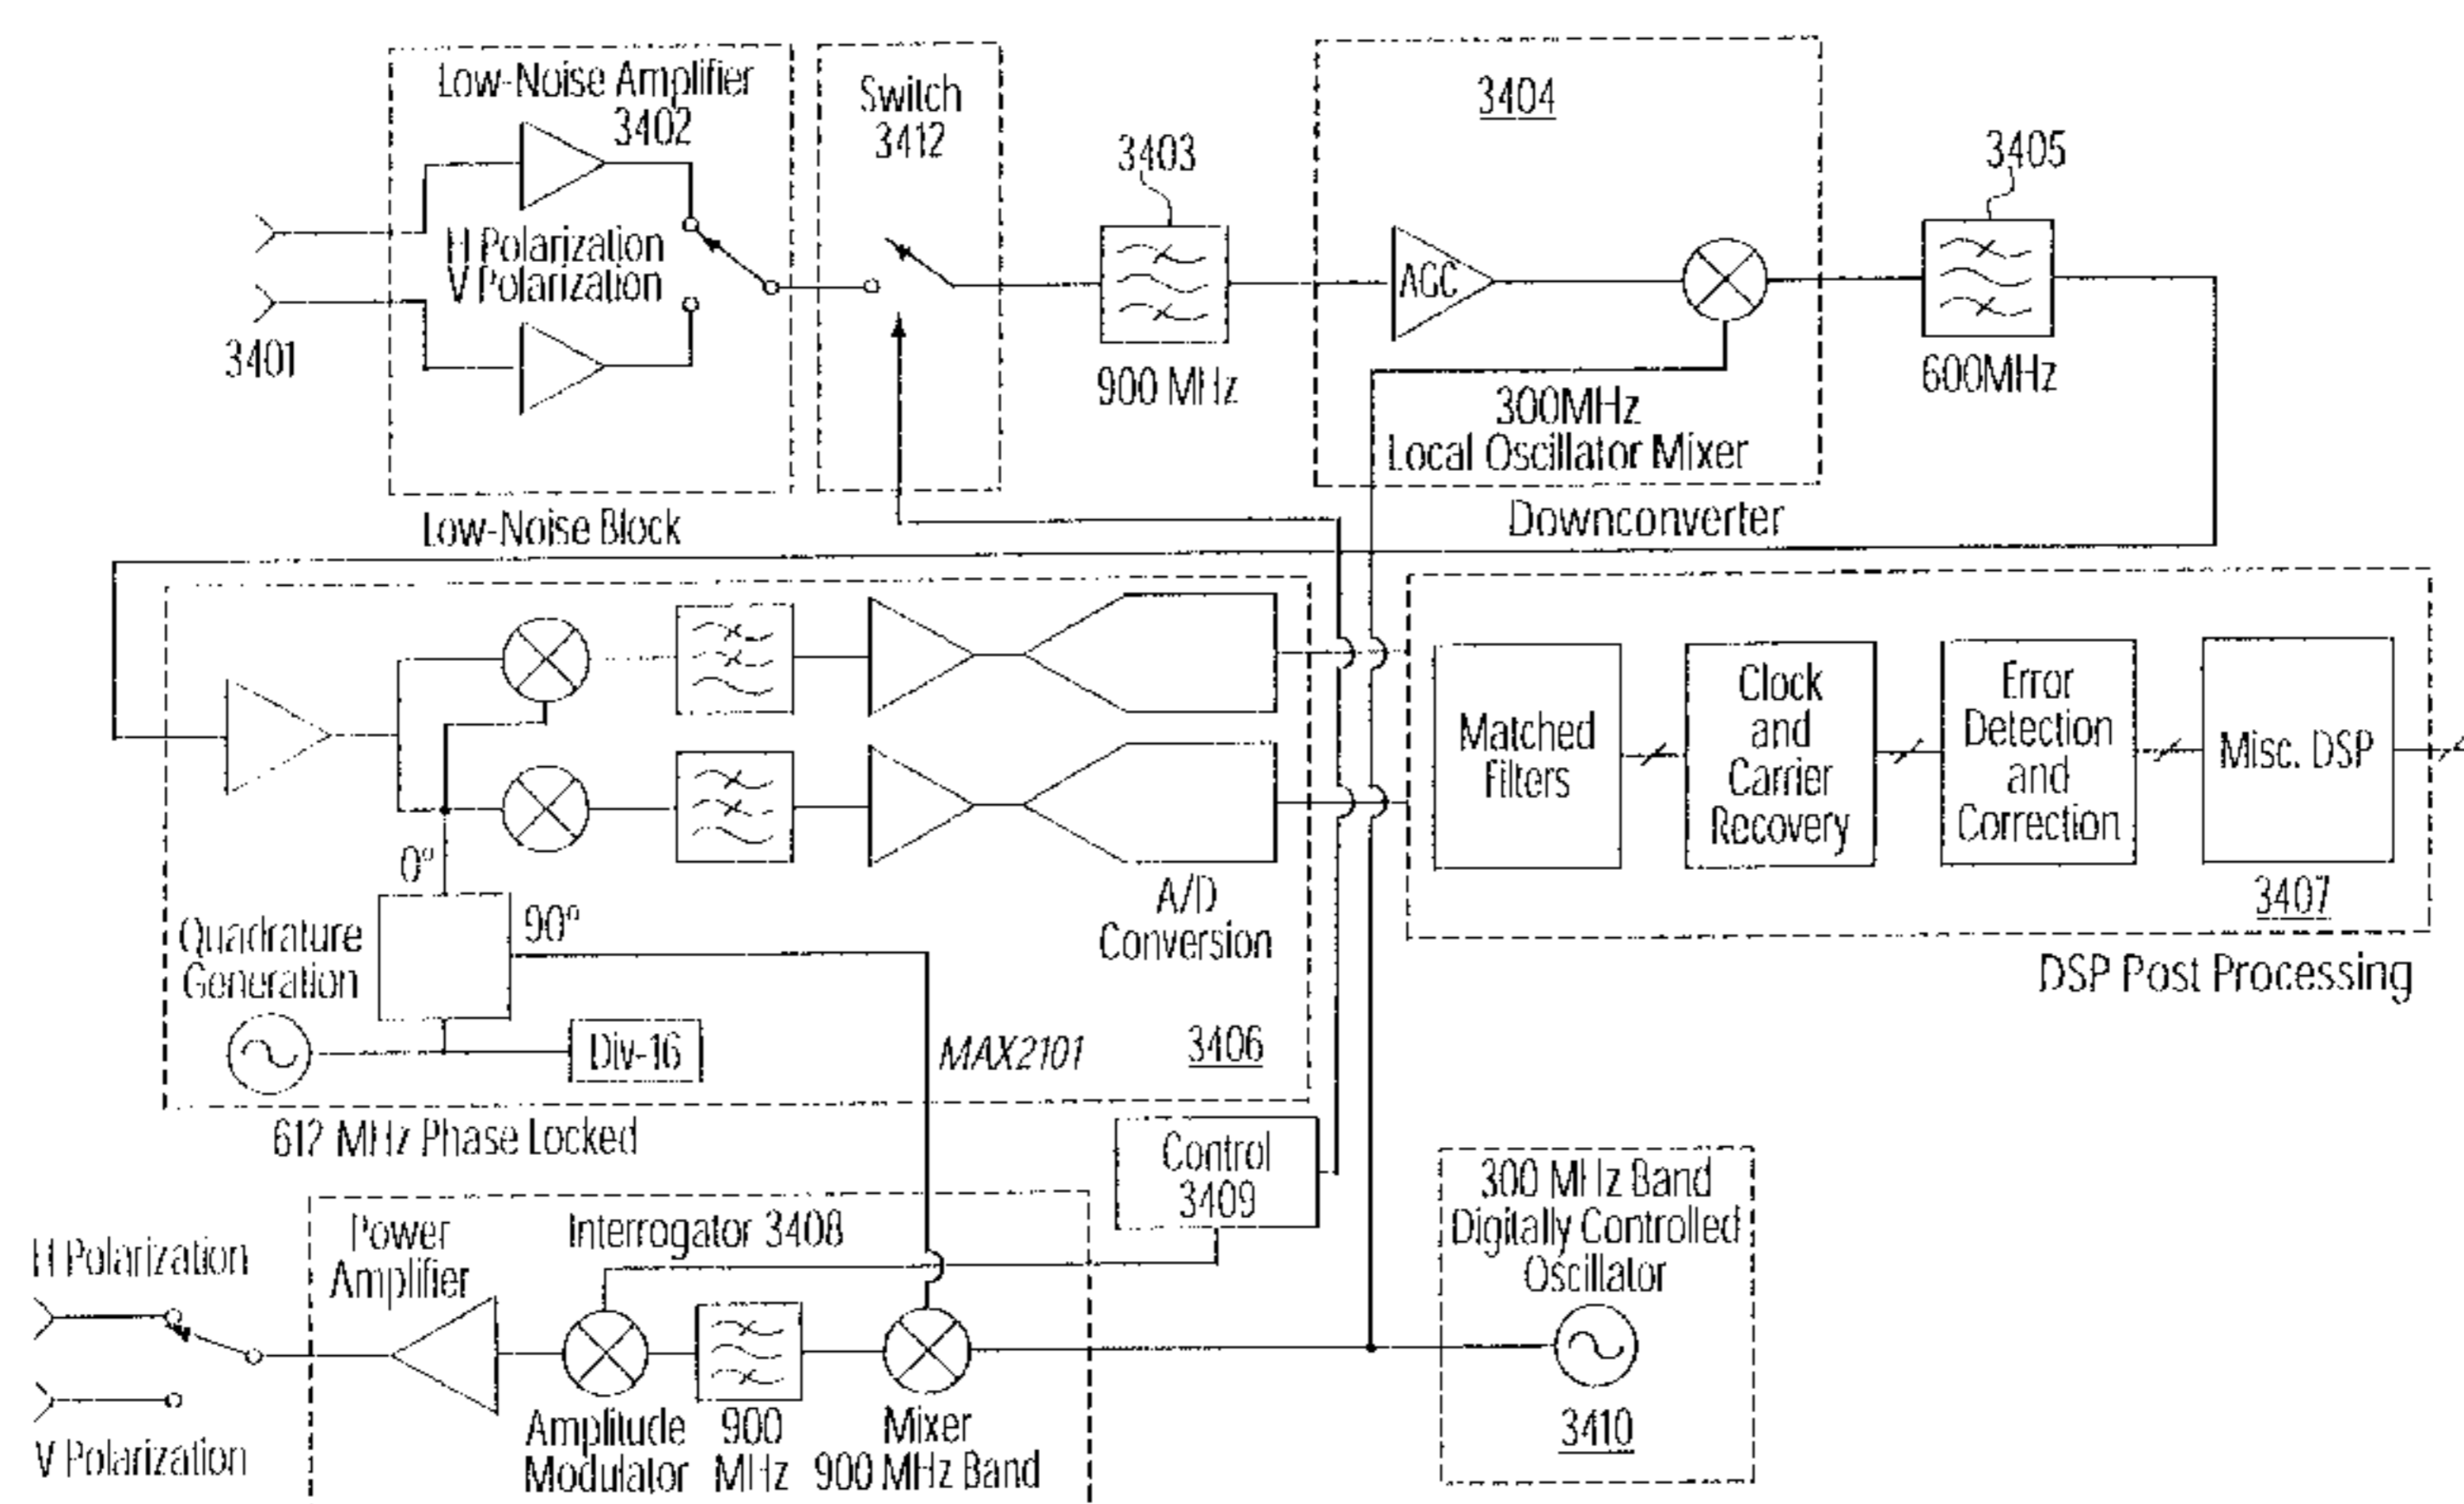 Low-Noise Amplifier
3402
H Polarization
V Polarization
3401
Low-Noise Block
Switch
3412
3403
900 MHz
3404
AGC
300MHz
Local Oscillator Mixer
Downconverter
3405
600MHz
0°
90°
Quadrature
Generation
Div-16
A/D
Conversion
MAX2101
3406
612 MHz Phase Locked
Matched
Filters
Clock
and
Carrier
Recovery
Error
Detection
and
Correction
Misc. DSP
3407
DSP Post Processing
Control
3409
H Polarization
V Polarization
Power
Amplifier
Interrogator 3408
Amplitude
Modulator
900
MHz
Mixer
900 MHz Band
300 MHz Band
Digitally Controlled
Oscillator
3410